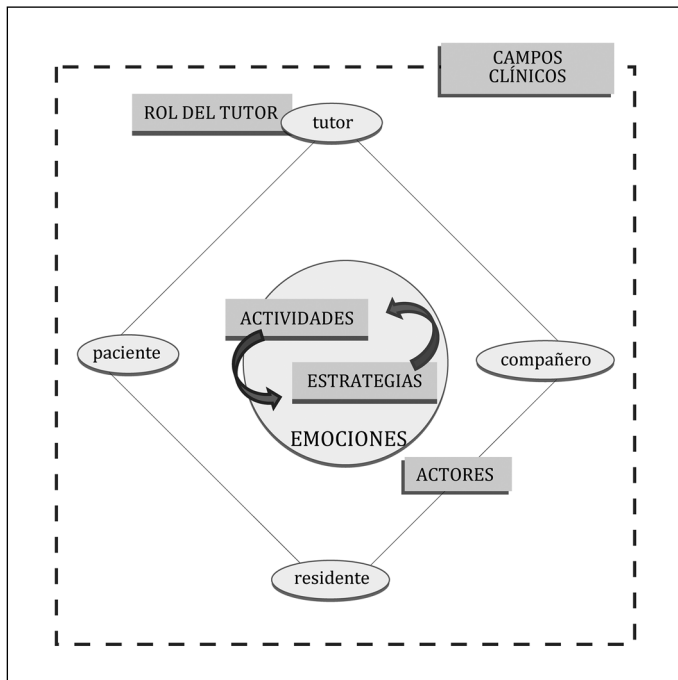 CAMPOS
CLÍNICOS
ROL DEL TUTOR
tutor
ACTIVIDADES
paciente
compañero
ESTRATEGIAS
EMOCIONES
ACTORES
residente